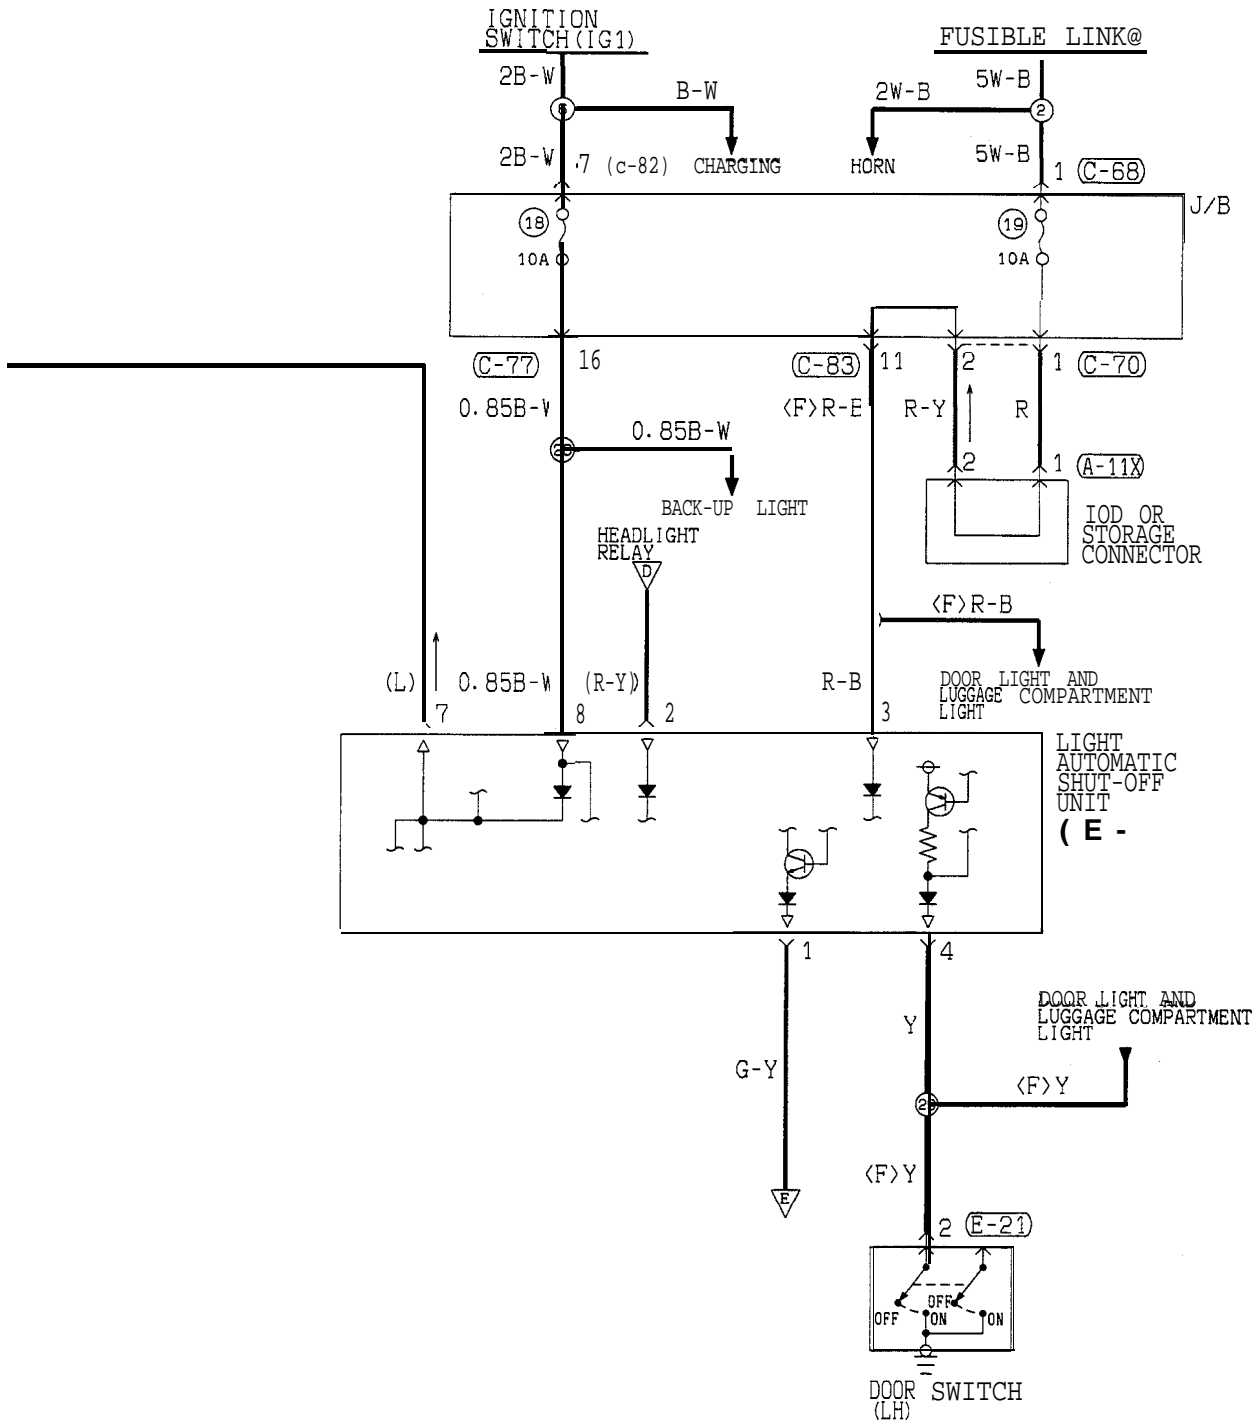 IGNITION
SWITCH(IG1)
FUSIBLE LINK@
2B-W
B-W
2W-B
5W-B
2
2B-W
7 (c-82)
CHARGING
HORN
5W-B
1
C-68
J/B
18
19
10A
10A
C-77
16
C-83
11
2
1
C-70
0.85B-W
<F>R-B
R-Y
R
0.85B-W
2
1
A-11X
BACK-UP LIGHT
IOD OR
STORAGE
CONNECTOR
HEADLIGHT
RELAY
D
<F>R-B
(L)
0.85B-W
(R-Y)
R-B
DOOR LIGHT AND
LUGGAGE COMPARTMENT
LIGHT
7
8
2
3
LIGHT
AUTOMATIC
SHUT-OFF
UNIT
( E -
1
4
DOOR LIGHT AND
LUGGAGE COMPARTMENT
LIGHT
Y
G-Y
<F>Y
<F>Y
E
2
E-21
OFF
OFF
ON
ON
DOOR SWITCH
(LH)